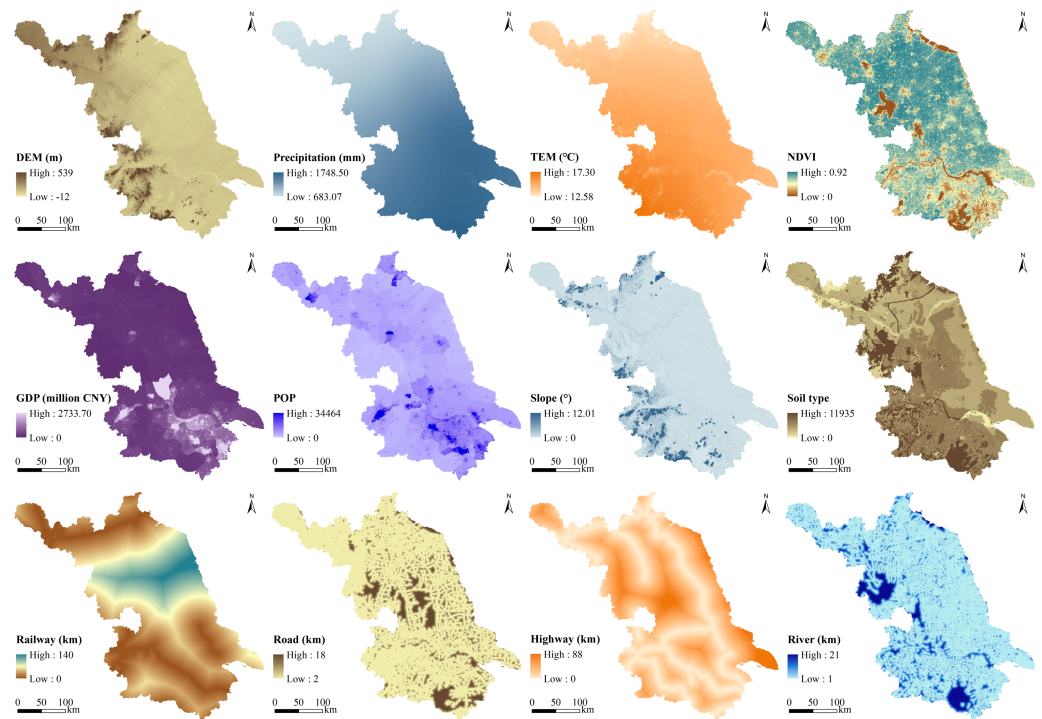 N
DEM (m)
High : 539
Low : -12
0 50 100
km
N
Precipitation (mm)
High : 1748.50
Low : 683.07
0 50 100
km
N
TEM (°C)
High : 17.30
Low : 12.58
0 50 100
km
N
NDVI
High : 0.92
Low : 0
0 50 100
km
N
GDP (million CNY)
High : 2733.70
Low : 0
0 50 100
km
N
POP
High : 34464
Low : 0
0 50 100
km
N
Slope (°)
High : 12.01
Low : 0
0 50 100
km
N
Soil type
High : 11935
Low : 0
0 50 100
km
N
Railway (km)
High : 140
Low : 0
0 50 100
km
N
Road (km)
High : 18
Low : 2
0 50 100
km
N
Highway (km)
High : 88
Low : 0
0 50 100
km
N
River (km)
High : 21
Low : 1
0 50 100
km